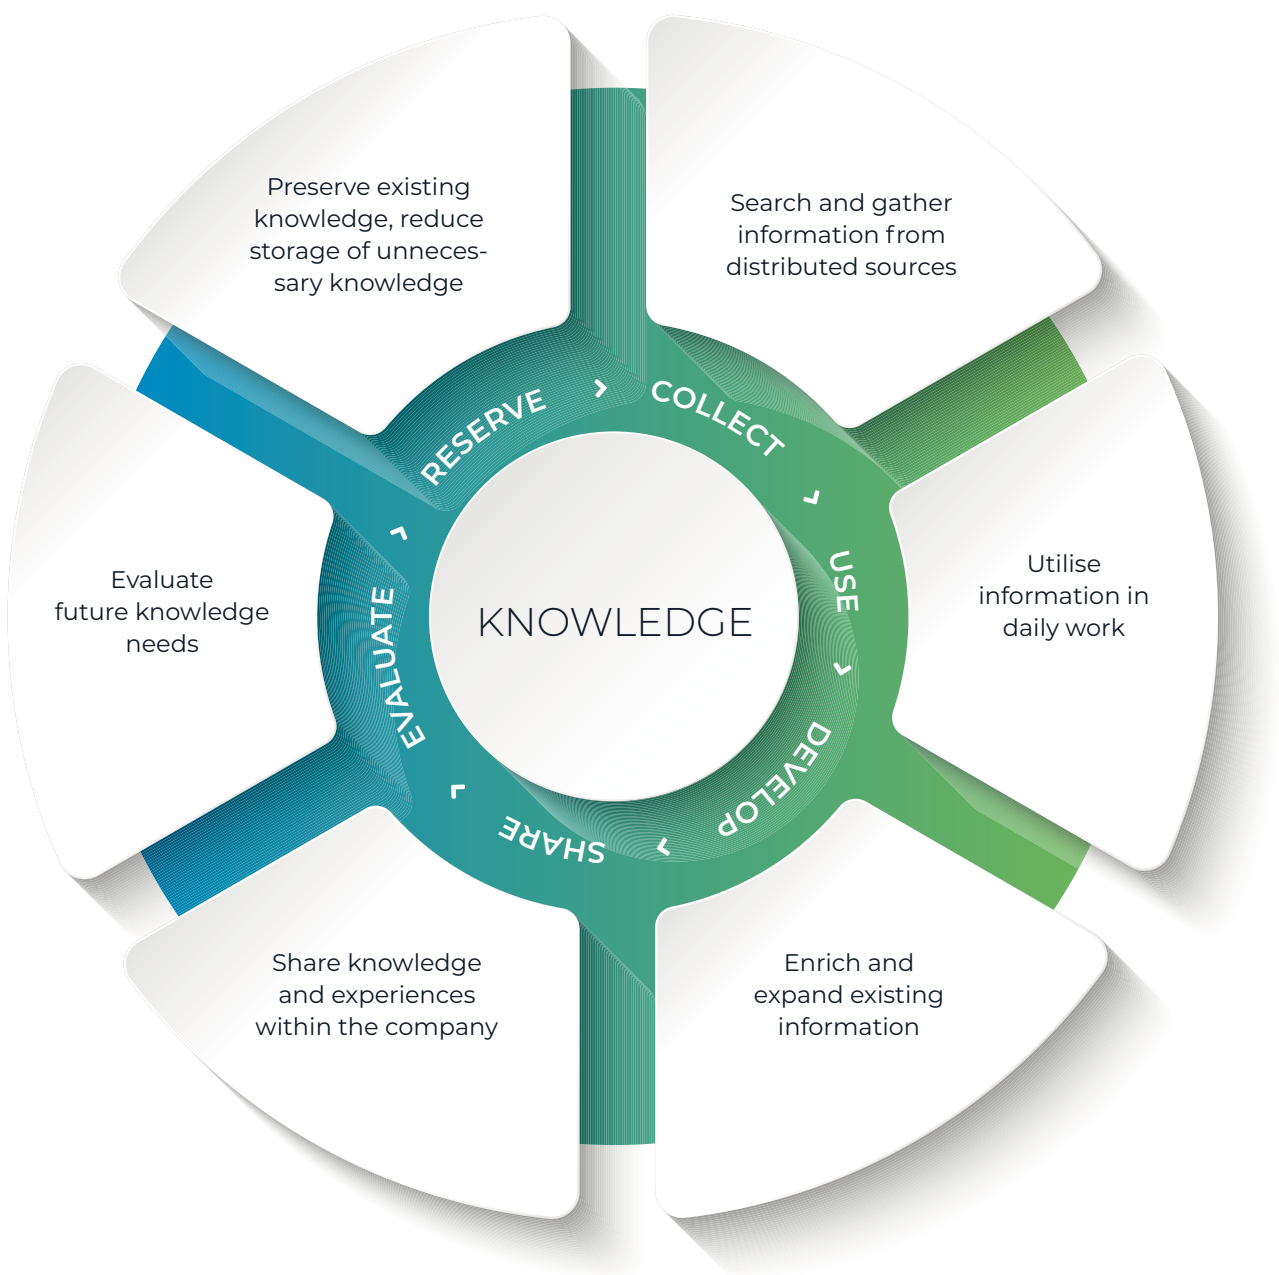 Preserve existing
knowledge, reduce
storage of unneces-
sary knowledge
Search and gather
information from
distributed sources
RESERVE
COLLECT
USE
DEVELOP
SHARE
EVALUATE
KNOWLEDGE
Evaluate
future knowledge
needs
Utilise
information in
daily work
Share knowledge
and experiences
within the company
Enrich and
expand existing
information